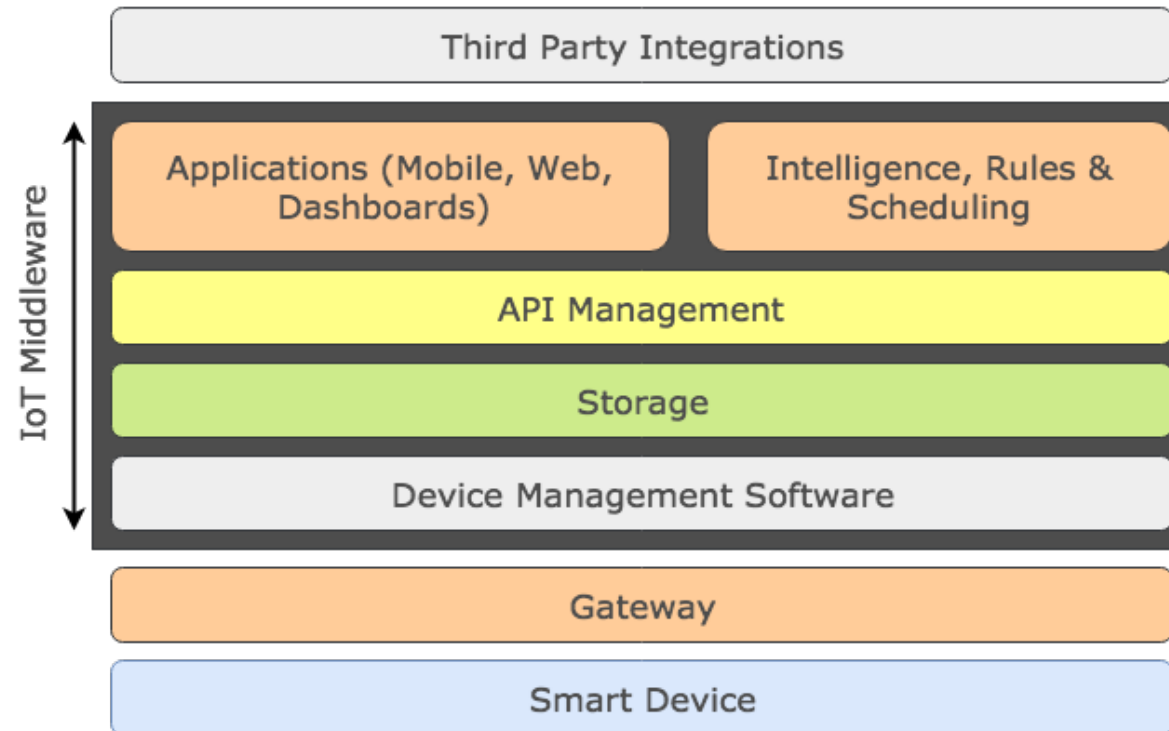 Third Party Integrations
IoT Middleware
Applications (Mobile, Web,
Dashboards)
Intelligence, Rules &
Scheduling
API Management
Storage
Device Management Software
Gateway
Smart Device